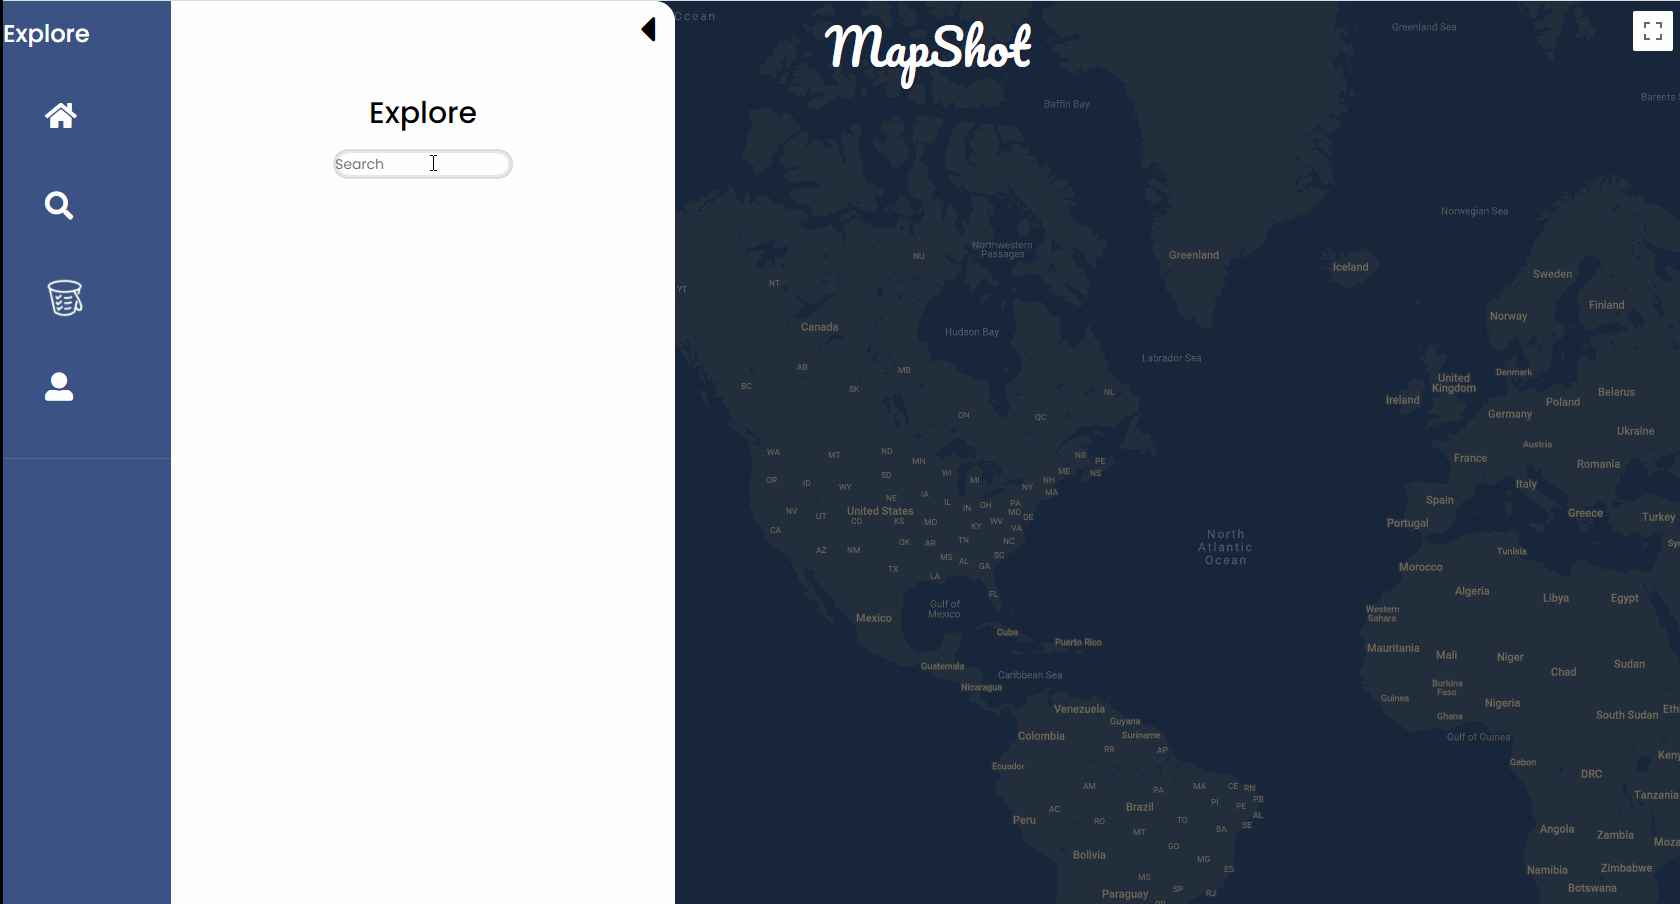 Explore
Explore
Search
MapShot
Ocean
Greenland Sea
Baffin Bay
Norwegian Sea
Northwestern
Passages
NU
Greenland
Iceland
Sweden
NT
YT
Finland
Norway
Canada
Hudson Bay
Labrador Sea
AB
MB
BC
SK
NL
United
Kingdom
Denmark
Belarus
Ireland
Poland
Germany
ON
QC
Ukraine
Austria
WA
MT
ND
MN
NB
PE
France
Romania
OR
ID
SD
WI
MI
ME
NS
NH
WY
NY
MA
Italy
NE
IA
IL
IN
OH
PA
Spain
NV
UT
United States
MD
DE
Greece
Turkey
CO
KS
MO
KY
WV
VA
Portugal
CA
AZ
NM
OK
AR
TN
NC
North
Atlantic
Ocean
Tunisia
MS
AL
SC
GA
TX
LA
Morocco
FL
Algeria
Libya
Egypt
Gulf of
Mexico
Mexico
Western
Sahara
Cuba
Puerto Rico
Mauritania
Mali
Niger
Chad
Sudan
Guatemala
Caribbean Sea
Nicaragua
Burkina
Faso
Guinea
Nigeria
Venezuela
Ghana
South Sudan
Guyana
Colombia
Suriname
Gulf of Guinea
RR
AP
Ecuador
Gabon
DRC
AM
PA
MA
CE
RN
Tanzania
AC
Brazil
PI
PE
PB
Peru
RO
TO
AL
BA
SE
MT
Angola
Zambia
GO
Bolivia
MG
ES
Namibia
Zimbabwe
MS
SP
RJ
Botswana
Paraguay